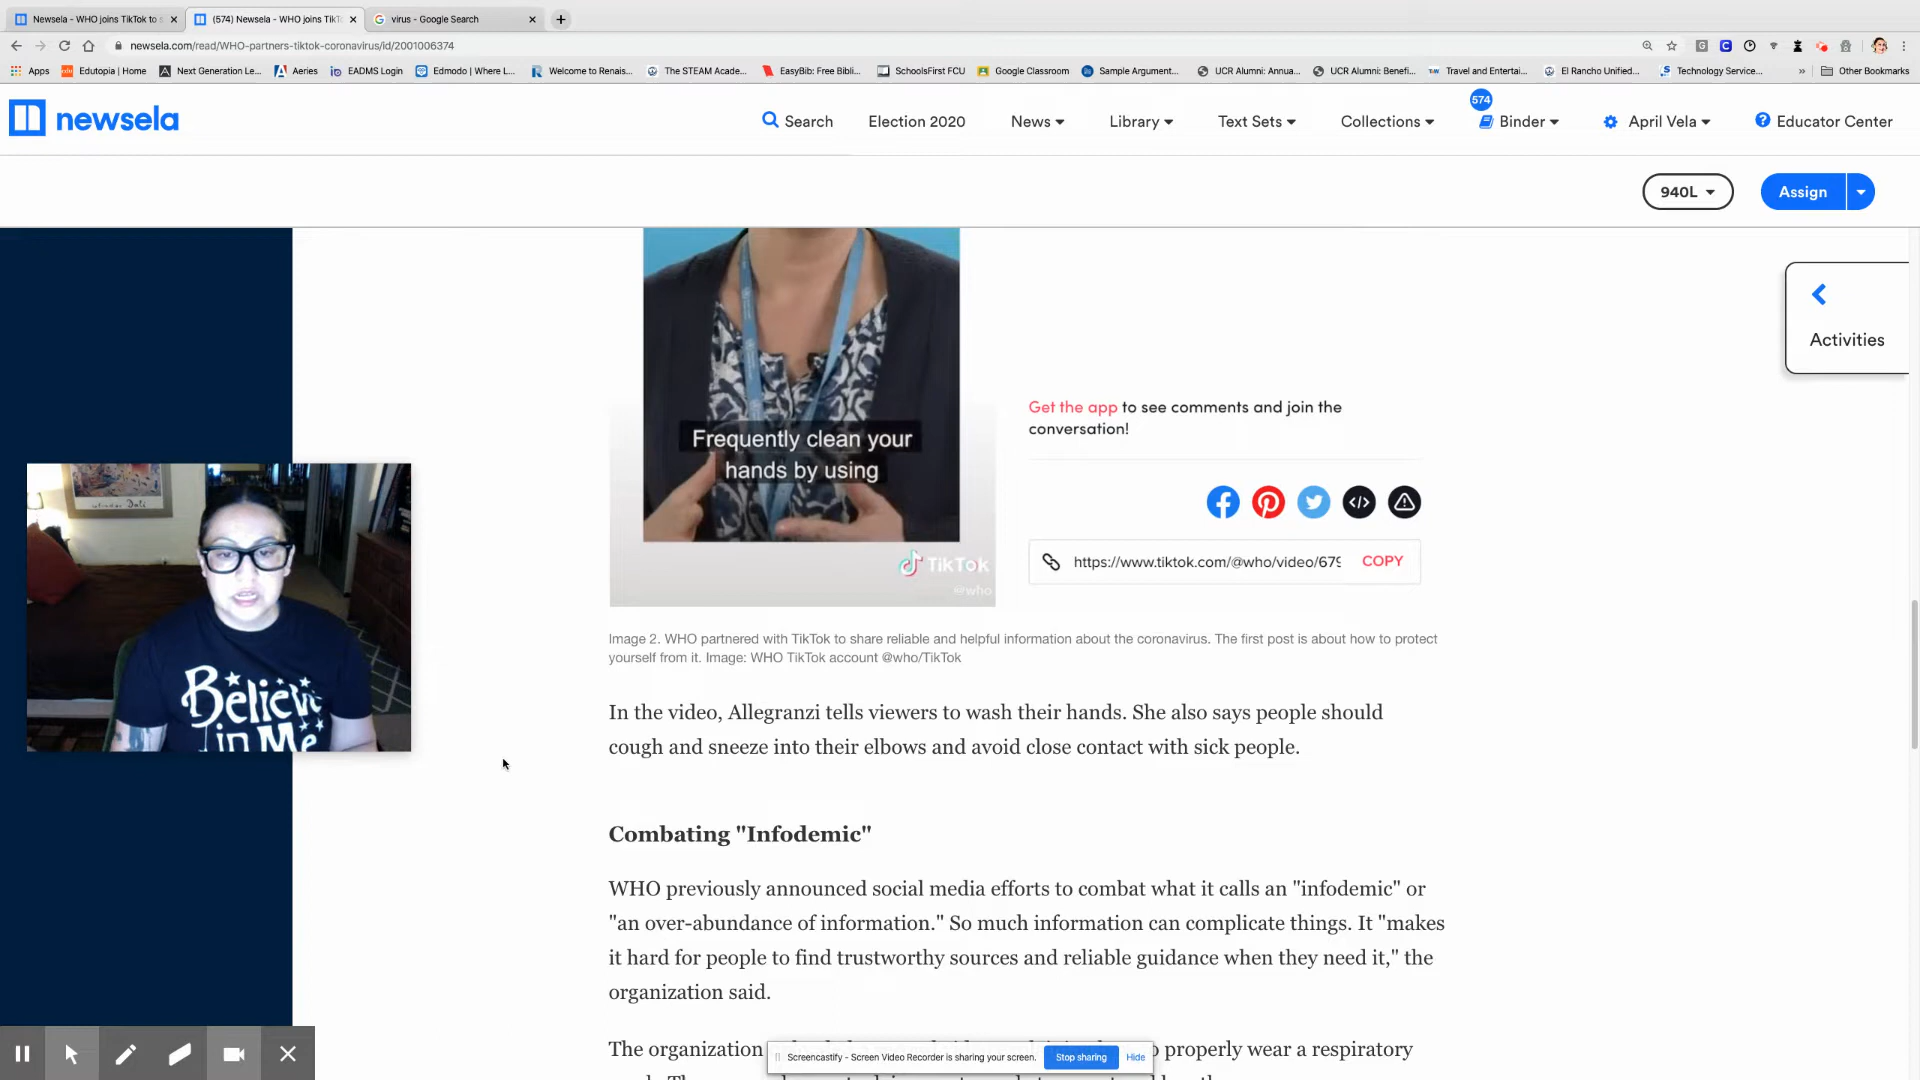 Newsela - WHO joins TikTok to s
(574) Newsela - WHO joins TikT
virus - Google Search
newsela.com/read/WHO-partners-tiktok-coronavirus/id/2001006374
Apps
Edutopia | Home
Next Generation Le...
Aeries
EADMS Login
Edmodo | Where L...
Welcome to Renais...
The STEAM Acade...
EasyBib: Free Bibli...
SchoolsFirst FCU
Google Classroom
Sample Argument...
UCR Alumni: Annua...
UCR Alumni: Benefi...
Travel and Entertai...
El Rancho Unified...
Technology Service...
»
Other Bookmarks
newsela
Search
Election 2020
News
Library
Text Sets
Collections
574
Binder
April Vela
Educator Center
940L
Assign
Activities
Frequently clean your
hands by using
TikTok
@who
Get the app to see comments and join the
conversation!
https://www.tiktok.com/@who/video/679
COPY
Image 2. WHO partnered with TikTok to share reliable and helpful information about the coronavirus. The first post is about how to protect
yourself from it. Image: WHO TikTok account @who/TikTok
Believe
in Me
In the video, Allegranzi tells viewers to wash their hands. She also says people should
cough and sneeze into their elbows and avoid close contact with sick people.
Combating "Infodemic"
WHO previously announced social media efforts to combat what it calls an "infodemic" or
"an over-abundance of information." So much information can complicate things. It "makes
it hard for people to find trustworthy sources and reliable guidance when they need it," the
organization said.
The organization
properly wear a respiratory
Screencastify - Screen Video Recorder is sharing your screen.
Stop sharing
Hide